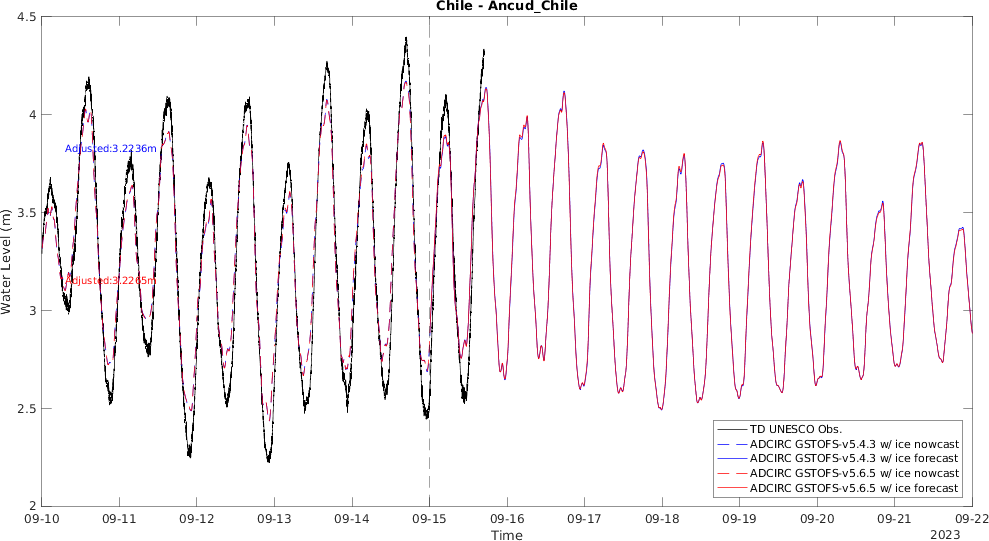 Chile - Ancud_Chile
4.5
4
3.5
3
2.5
2
Water Level (m)
Adjusted:3.2236m
Adjusted:3.2265m
TD UNESCO Obs.
ADCIRC GSTOFS-v5.4.3 w/ ice nowcast
ADCIRC GSTOFS-v5.4.3 w/ ice forecast
ADCIRC GSTOFS-v5.6.5 w/ ice nowcast
ADCIRC GSTOFS-v5.6.5 w/ ice forecast
09-10 09-11 09-12 09-13 09-14 09-15 09-16 09-17 09-18 09-19 09-20 09-21 09-22
Time
2023